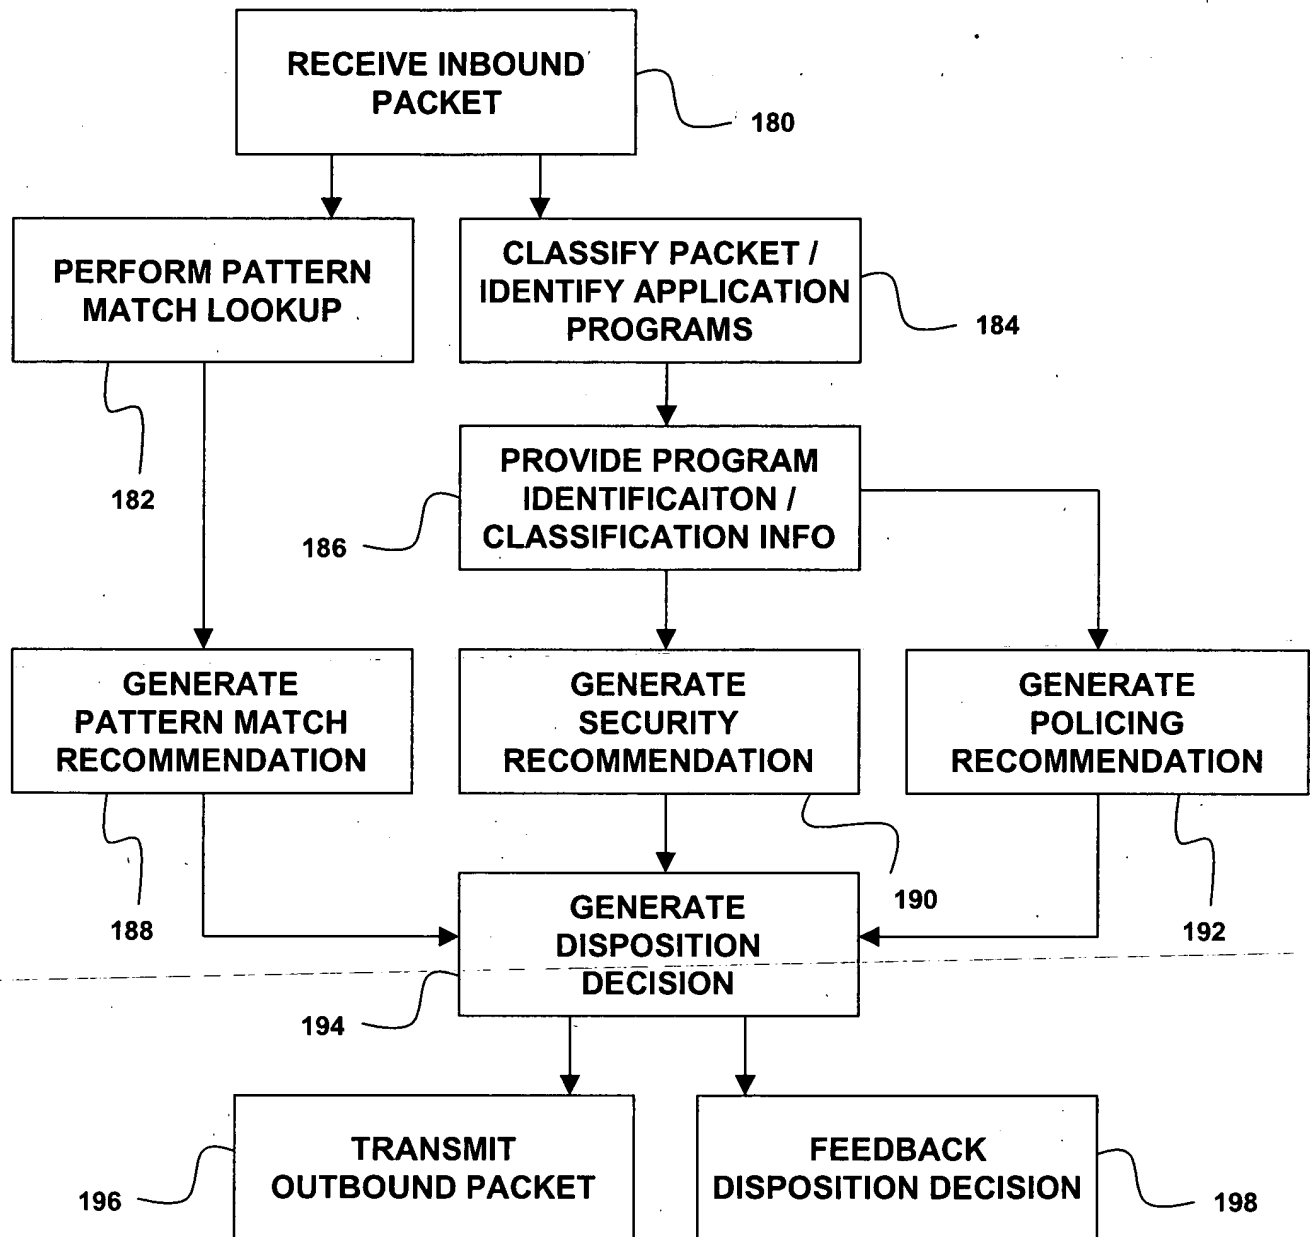 RECEIVE INBOUND
PACKET
180
PERFORM PATTERN
MATCH LOOKUP
182
CLASSIFY PACKET /
IDENTIFY APPLICATION
PROGRAMS
184
PROVIDE PROGRAM
IDENTIFICAITON /
CLASSIFICATION INFO
186
GENERATE
PATTERN MATCH
RECOMMENDATION
188
GENERATE
SECURITY
RECOMMENDATION
190
GENERATE
POLICING
RECOMMENDATION
192
GENERATE
DISPOSITION
DECISION
194
TRANSMIT
OUTBOUND PACKET
196
FEEDBACK
DISPOSITION DECISION
198